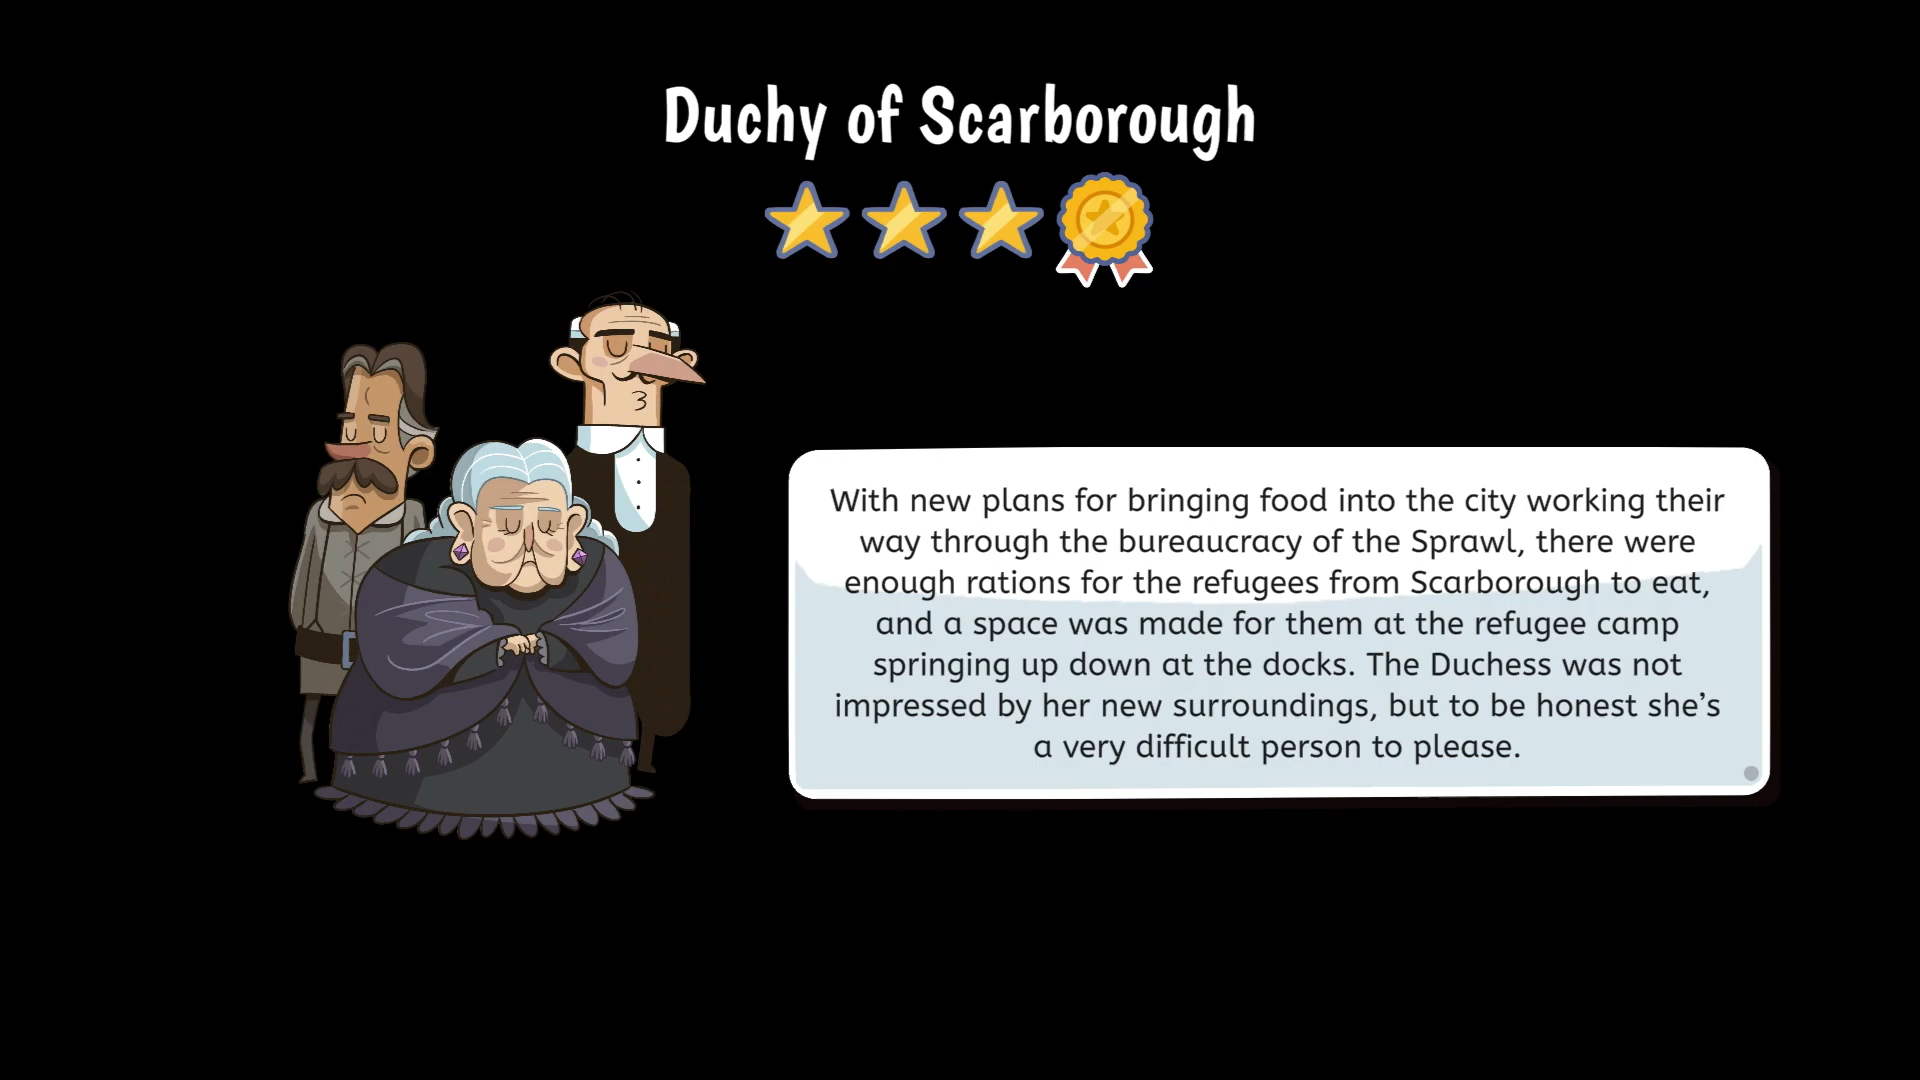 Duchy of Scarborough
With new plans for bringing food into the city working their
way through the bureaucracy of the Sprawl, there were
enough rations for the refugees from Scarborough to eat,
and a space was made for them at the refugee camp
springing up down at the docks. The Duchess was not
impressed by her new surroundings, but to be honest she’s
a very difficult person to please.